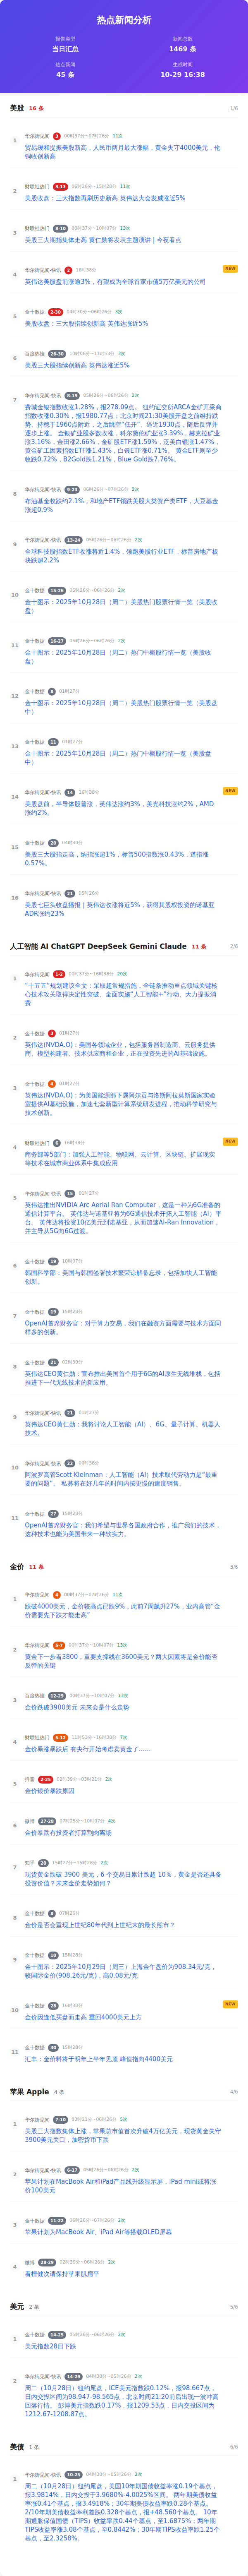 热点新闻分析
报告类型
新闻总数
当日汇总
1469 条
热点新闻
生成时间
45 条
10-29 16:38
美股 16 条
1/6
1
华尔街见闻 3 00时37分~07时26分 11次
贸易缓和提振美股新高，人民币两月最大涨幅，黄金失守4000美元，伦
铜收创新高
2
财联社热门 3-13 06时26分~15时28分 11次
美股收盘：三大指数再刷历史新高 英伟达大会发威涨近5%
3
财联社热门 8-10 00时37分~10时07分 13次
美股三大期指集体走高 黄仁勋将发表主题演讲 | 今夜看点
4
华尔街见闻-快讯 2 16时38分
NEW
英伟达美股盘前涨逾3%，有望成为全球首家市值5万亿美元的公司
5
金十数据 2-30 04时30分~06时26分 3次
美股收盘：三大股指续创新高 英伟达涨近5%
6
百度热搜 26-30 10时06分~11时53分 3次
美股三大股指续创新高 英伟达涨近5%
7
华尔街见闻-快讯 8-19 05时26分~06时26分 2次
费城金银指数收涨1.28%，报278.09点。 纽约证交所ARCA金矿开采商
指数收涨0.30%，报1980.77点；北京时间21:30美股开盘之前维持跌
势、持稳于1960点附近，之后跳空“低开”、逼近1930点，随后反弹并
逐步上涨。 金银矿业股多数收涨，科尔黛伦矿业涨3.39%，赫克拉矿业
涨3.16%，金田涨2.66%，金矿股ETF涨1.59%，泛美白银涨1.47%，
黄金矿工因素指数ETF涨1.43%，白银ETF涨0.71%。 黄金ETF则至少
收跌0.72%，B2Gold跌1.21%，Blue Gold跌7.76%。
8
华尔街见闻-快讯 9-23 06时26分~07时26分 2次
布油基金收跌约2.1%，和地产ETF领跌美股大类资产类ETF，大豆基金
涨超0.9%
9
华尔街见闻-快讯 13-24 05时26分~06时26分 2次
全球科技股指数ETF收涨将近1.4%，领跑美股行业ETF，标普房地产板
块跌超2.2%
10
金十数据 15-26 05时26分~06时26分 2次
金十图示：2025年10月28日（周二）美股热门股票行情一览（美股收
盘）
11
金十数据 16-27 05时26分~06时26分 2次
金十图示：2025年10月28日（周二）热门中概股行情一览（美股收
盘）
12
金十数据 8 01时27分
金十图示：2025年10月28日（周二）美股热门股票行情一览（美股盘
中）
13
金十数据 11 01时27分
金十图示：2025年10月28日（周二）热门中概股行情一览（美股盘
中）
14
华尔街见闻-快讯 14 16时38分
NEW
美股盘前，半导体股普涨，英伟达涨约3%，美光科技涨约2%，AMD
涨约2%。
15
金十数据 20 04时30分
美股三大股指走高，纳指涨超1%，标普500指数涨0.43%，道指涨
0.57%。
16
华尔街见闻-快讯 21 05时26分
美股七巨头收盘播报｜英伟达收涨将近5%，获得其股权投资的诺基亚
ADR涨约23%
人工智能 AI ChatGPT DeepSeek Gemini Claude 11 条
2/6
1
华尔街见闻 1-2 00时37分~16时38分 20次
“十五五”规划建议全文：采取超常规措施，全链条推动重点领域关键核
心技术攻关取得决定性突破、全面实施“人工智能+”行动、大力提振消
费
2
金十数据 3 01时27分
英伟达(NVDA.O)：美国各领域企业，包括服务器制造商、云服务提供
商、模型构建者、技术供应商和企业，正在投资先进的AI基础设施。
3
金十数据 4 01时27分
英伟达(NVDA.O)：为美国能源部下属阿尔贡与洛斯阿拉莫斯国家实验
室提供AI基础设施，加速七套新型计算系统研发进程，推动科学研究与
技术创新。
4
财联社热门 6 16时38分
NEW
商务部等5部门：加强人工智能、物联网、云计算、区块链、扩展现实
等技术在城市商业体系中集成应用
5
华尔街见闻-快讯 18 01时27分
英伟达推出NVIDIA Arc Aerial Ran Computer，这是一种为6G准备的
通信计算平台。 英伟达与诺基亚将为6G通信技术开拓人工智能（AI）平
台。 英伟达将投资10亿美元到诺基亚，从而加速AI-Ran Innovation，
并主导从5G向6G过渡。
6
金十数据 19 10时07分
韩国科学部：美国与韩国签署技术繁荣谅解备忘录，包括加快人工智能
创新。
7
金十数据 19 15时28分
OpenAI首席财务官：对于算力交易，我们在融资方面需要与技术方面同
样多的创新。
8
金十数据 21 02时39分
英伟达CEO黄仁勋：宣布推出美国首个用于6G的AI原生无线堆栈，包括
推进下一代无线技术的新应用。
9
华尔街见闻-快讯 21 01时27分
英伟达CEO黄仁勋：我将讨论人工智能（AI）、6G、量子计算、机器人
技术。
10
华尔街见闻-快讯 22 00时38分
阿波罗高管Scott Kleinman：人工智能（AI）技术取代劳动力是“最重
要的问题”。 私募将在好几年的时间内按更慢的速度销售。
11
金十数据 27 15时28分
OpenAI首席财务官：我们希望与世界各国政府合作，推广我们的技术，
这种技术也能为美国带来一种软实力。
金价 11 条
3/6
1
华尔街见闻 4 00时37分~07时26分 11次
跌破4000美元，金价较高点已跌9%，此前7周飙升27%，业内高管“金
价需要先下跌才能走高”
2
华尔街见闻 5-7 00时37分~10时07分 13次
黄金下一步看3800，重要支撑线在3600美元？两大因素将是金价能否
反弹的关键
3
百度热搜 12-29 00时37分~10时07分 13次
金价跌破3900美元 未来会是什么走势
4
财联社热门 5-12 11时53分~16时38分 7次
金价暴涨暴跌后 有央行开始考虑卖黄金了……
5
抖音 3-25 02时39分~03时31分 2次
金价银价暴跌原因
6
微博 27-28 07时25分~10时07分 4次
金价暴跌有投资者打算割肉离场
7
知乎 20 15时27分~15时28分 2次
现货黄金跌破 3900 美元，6 个交易日累计跌超 10%，黄金是否还具备
投资价值？未来金价走势如何？
8
金十数据 8 07时26分
金价是否会重现上世纪80年代到上世纪末的最长熊市？
9
金十数据 10 15时28分
金十图示：2025年10月29日（周三）上海金午盘价为908.34元/克，
较国际金价(908.26元/克)，高0.08元/克
10
金十数据 28 16时38分
NEW
金价因逢低买盘而走高 重回4000美元上方
11
金十数据 30 15时28分
汇丰：金价料将于明年上半年见顶 峰值指向4400美元
苹果 Apple 4 条
4/6
1
华尔街见闻 7-10 03时21分~06时26分 5次
美股三大指数集体上涨，苹果总市值首次升破4万亿美元，现货黄金失守
3900美元关口，加密货币下跌
2
华尔街见闻-快讯 6-17 05时26分~06时26分 2次
苹果计划在MacBook Air和iPad产品线升级显示屏，iPad mini或将涨
价100美元
3
金十数据 11-22 06时26分~07时26分 2次
苹果计划为MacBook Air、iPad Air等搭载OLED屏幕
4
微博 28-29 02时39分~06时26分 2次
看檀健次请保持苹果肌扁平
美元 2 条
5/6
1
金十数据 14-25 05时26分~06时26分 2次
美元指数28日下跌
2
华尔街见闻-快讯 14-29 04时30分~05时26分 2次
周二（10月28日）纽约尾盘，ICE美元指数跌0.12%，报98.667点，
日内交投区间为98.947-98.565点，北京时间21:20前后出现一波冲高
回落行情。 彭博美元指数跌0.17%，报1209.53点，日内交投区间为
1212.67-1208.87点。
美债 1 条
6/6
1
华尔街见闻-快讯 10-25 04时30分~05时26分 2次
周二（10月28日）纽约尾盘，美国10年期国债收益率涨0.19个基点，
报3.9814%，日内交投于3.9680%-4.0025%区间。 两年期美债收益
率涨0.41个基点，报3.4918%；30年期美债收益率跌0.28个基点。
2/10年期美债收益率利差跌0.328个基点，报+48.560个基点。 10年
期通胀保值国债（TIPS）收益率跌0.44个基点，至1.6875%；两年期
TIPS收益率涨3.08个基点，至0.8442%；30年期TIPS收益率跌1.25个
基点，至2.3258%。